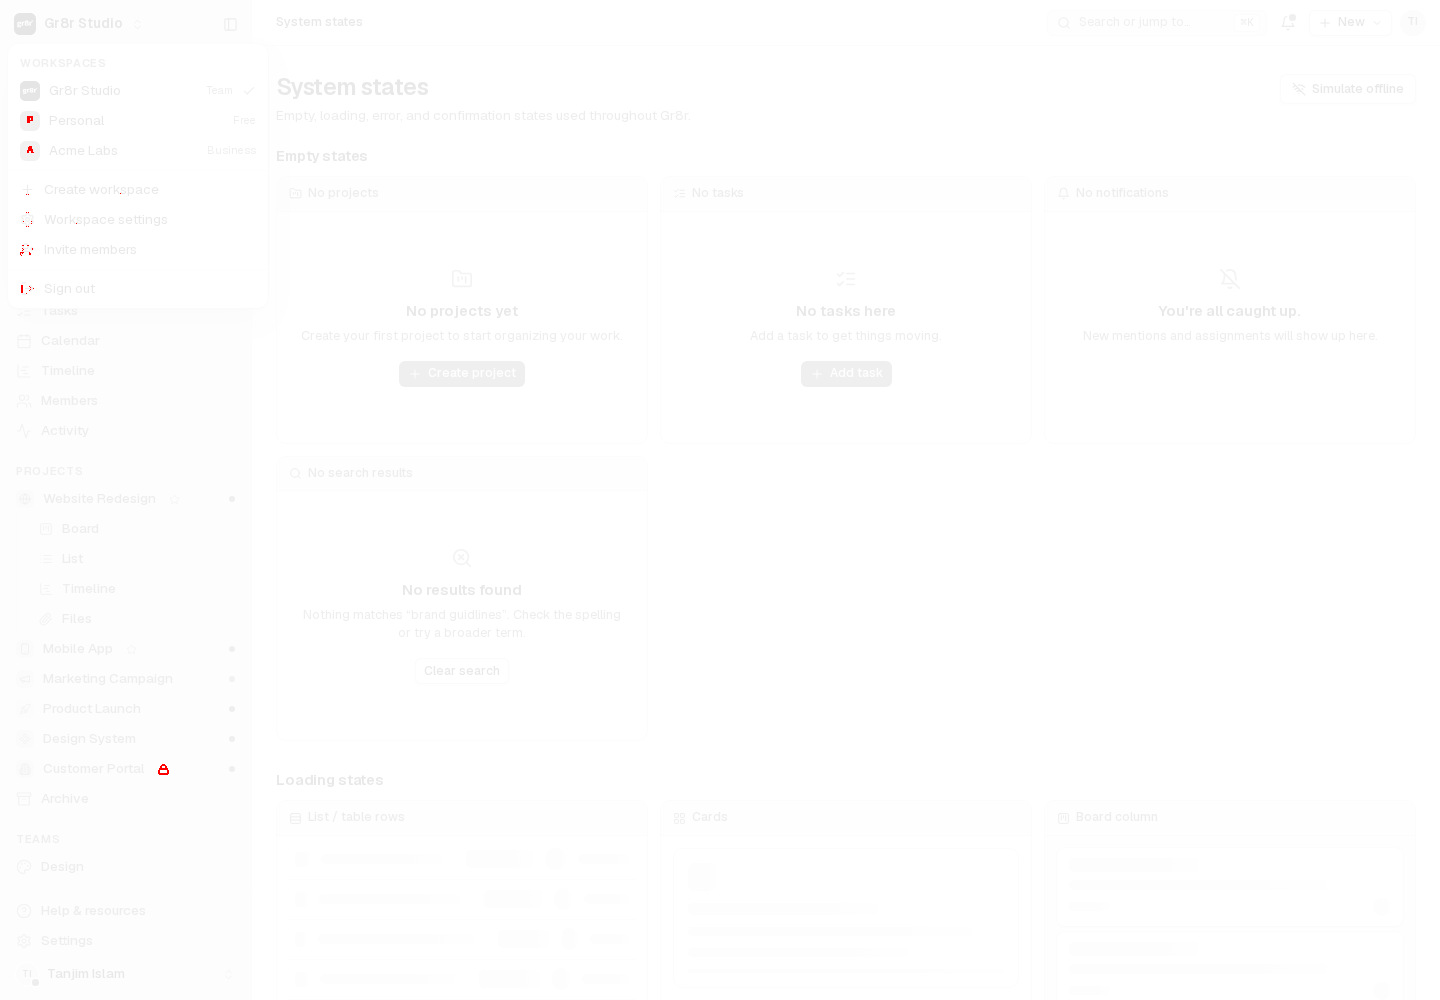 Gr8r Studio
System states
Search or jump to...
⌘K
New
TI
WORKSPACES
Gr8r Studio
Team
Personal
Free
Acme Labs
Business
Create workspace
Workspace settings
Invite members
Sign out
Tasks
Calendar
Timeline
Members
Activity
PROJECTS
Website Redesign
Board
List
Timeline
Files
Mobile App
Marketing Campaign
Product Launch
Design System
Customer Portal
Archive
TEAMS
Design
Help & resources
Settings
TI
Tanjim Islam
System states
Simulate offline
Empty, loading, error, and confirmation states used throughout Gr8r.
Empty states
No projects
No projects yet
Create your first project to start organizing your work.
Create project
No tasks
No tasks here
Add a task to get things moving.
Add task
No notifications
You're all caught up.
New mentions and assignments will show up here.
No search results
No results found
Nothing matches "brand guidlines". Check the spelling
or try a broader term.
Clear search
Loading states
List / table rows
Cards
Board column